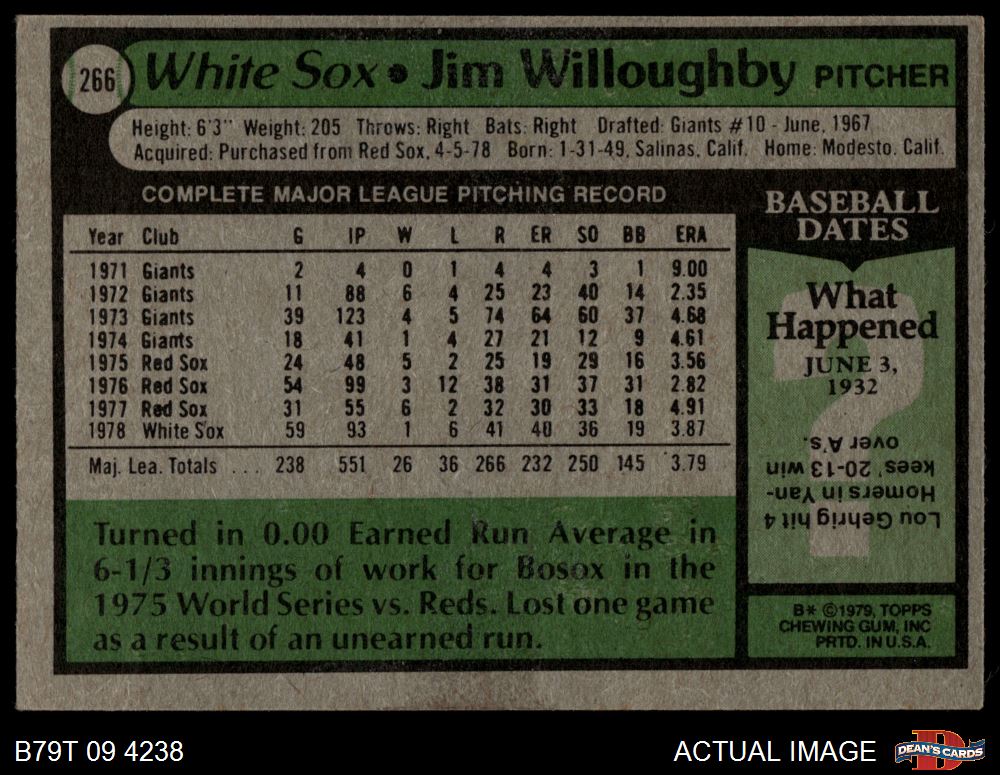 266 White Sox • Jim Willoughby PITCHER
Height: 6'3" Weight: 205 Throws: Right Bats: Right Drafted: Giants #10 - June, 1967
Acquired: Purchased from Red Sox, 4-5-78 Born: 1-31-49, Salinas, Calif. Home: Modesto, Calif.
COMPLETE MAJOR LEAGUE PITCHING RECORD
Year Club G IP W L R ER SO BB ERA
1971 Giants 2 4 0 1 4 4 3 1 9.00
1972 Giants 11 88 6 4 25 23 40 14 2.35
1973 Giants 39 123 4 5 74 64 60 37 4.68
1974 Giants 18 41 1 4 27 21 12 9 4.61
1975 Red Sox 24 48 5 2 25 19 29 16 3.56
1976 Red Sox 54 99 3 12 38 31 37 31 2.82
1977 Red Sox 31 55 6 2 32 30 33 18 4.91
1978 White Sox 59 93 1 6 41 40 36 19 3.87
Maj. Lea. Totals ... 238 551 26 36 266 232 250 145 3.79
Turned in 0.00 Earned Run Average in
6-1/3 innings of work for Bosox in the
1975 World Series vs. Reds. Lost one game
as a result of an unearned run.
BASEBALL
DATES
What
Happened
JUNE 3,
1932
Lou Gehrig hit 4
Homers in Yan-
kees' 20-13 win
over A's.
B* ©1979, TOPPS
CHEWING GUM, INC
PRTD. IN U.S.A.
B79T 09 4238
ACTUAL IMAGE
D
DEAN'S CARDS